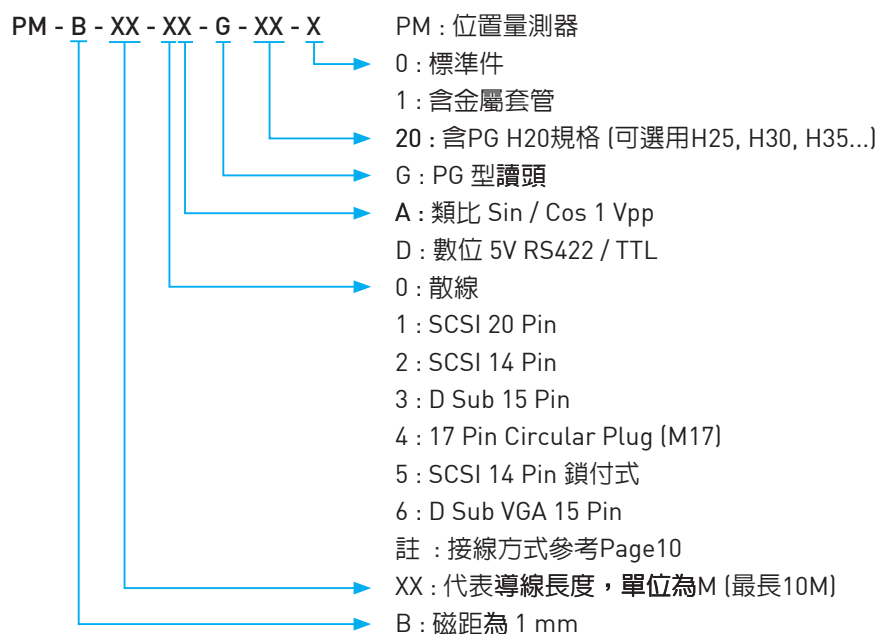 PM - B - XX - XX - G - XX - X PM : 位置量測器
0 : 標準件
1 : 含金屬套管
20 : 含PG H20規格 (可選用H25, H30, H35...)
G : PG 型讀頭
A : 類比 Sin / Cos 1 Vpp
D : 數位 5V RS422 / TTL
0 : 散線
1 : SCSI 20 Pin
2 : SCSI 14 Pin
3 : D Sub 15 Pin
4 : 17 Pin Circular Plug (M17)
5 : SCSI 14 Pin 鎖付式
6 : D Sub VGA 15 Pin
註 : 接線方式參考Page10
XX : 代表導線長度，單位為M (最長10M)
B : 磁距為 1 mm